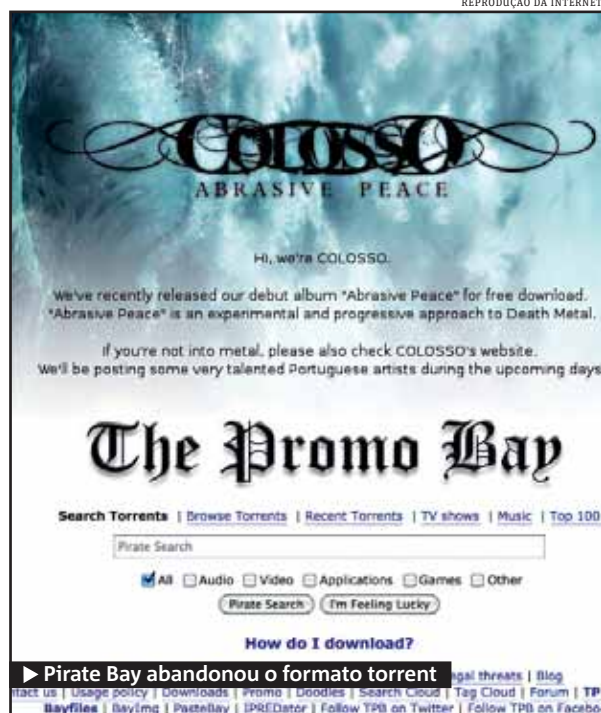 REPRODUÇÃO DA INTERNET
COLOSSO
ABRASIVE PEACE
Hi, we're COLOSSO.
We've recently released our debut album "Abrasive Peace" for free download.
"Abrasive Peace" is an experimental and progressive approach to Death Metal.
If you're not into metal, please also check COLOSSO's website.
We'll be posting some very talented Portuguese artists during the upcoming days
The Promo Bay
Search Torrents | Browse Torrents | Recent Torrents | TV shows | Music | Top 100
Pirate Search
All Audio Video Applications Games Other
Pirate Search I'm Feeling Lucky
How do I download?
▶ Pirate Bay abandonou o formato torrent
gal threats | Blog
ntact us | Usage policy | Downloads | Promo | Doodles | Search Cloud | Tag Cloud | Forum | TP
Bayfiles | BayImg | PasteBay | IPREDator | Follow TPB on Twitter | Follow TPB on Facebo